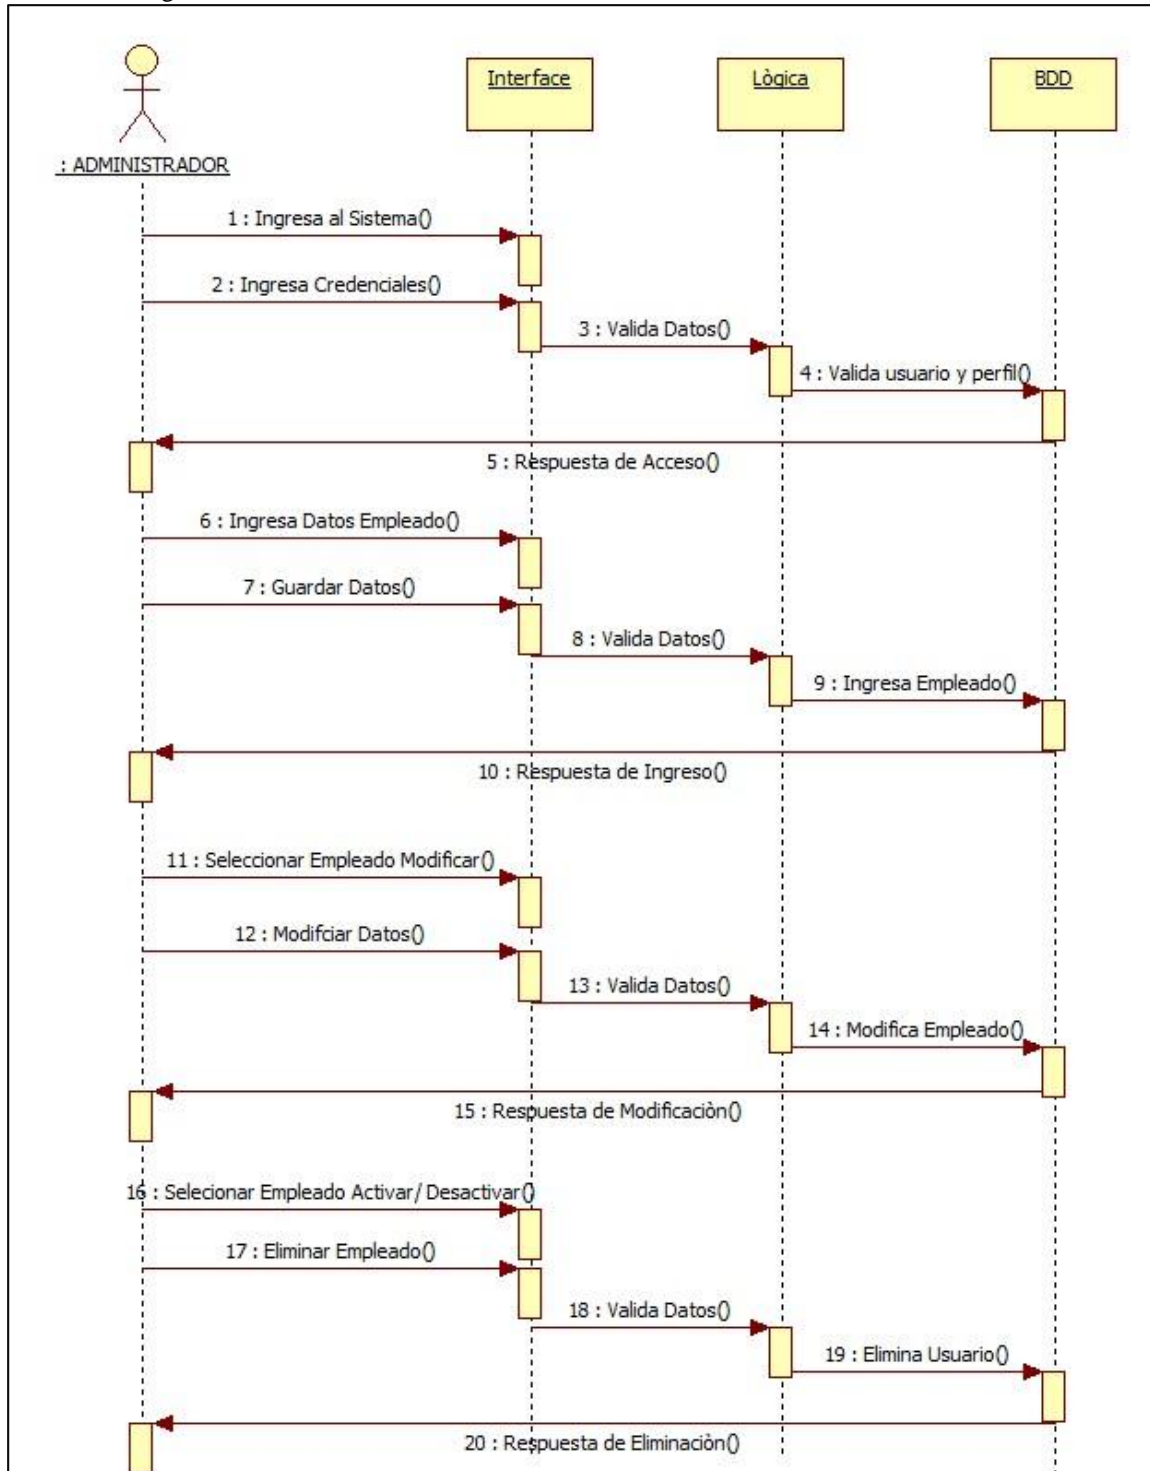 Interface
Lògica
BDD
: ADMINISTRADOR
1 : Ingresa al Sistema()
2 : Ingresa Credenciales()
3 : Valida Datos()
4 : Valida usuario y perfil()
5 : Respuesta de Acceso()
6 : Ingresa Datos Empleado()
7 : Guardar Datos()
8 : Valida Datos()
9 : Ingresa Empleado()
10 : Respuesta de Ingreso()
11 : Seleccionar Empleado Modificar()
12 : Modifciar Datos()
13 : Valida Datos()
14 : Modifica Empleado()
15 : Respuesta de Modificaciòn()
16 : Selecionar Empleado Activar/ Desactivar()
17 : Eliminar Empleado()
18 : Valida Datos()
19 : Elimina Usuario()
20 : Respuesta de Eliminaciòn()